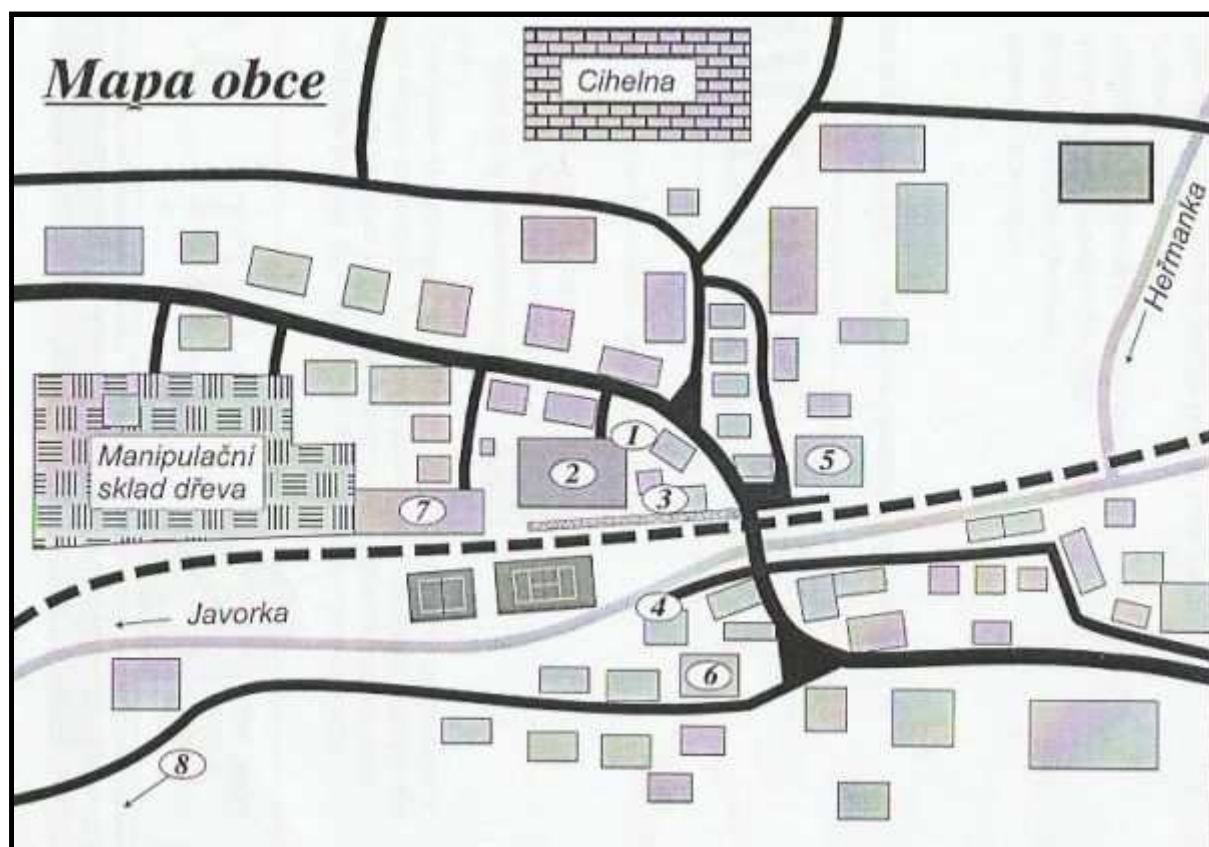 Mapa obce
Cihelna
Heřmanka
Manipulační
sklad dřeva
1
2
3
5
7
4
Javorka
6
8